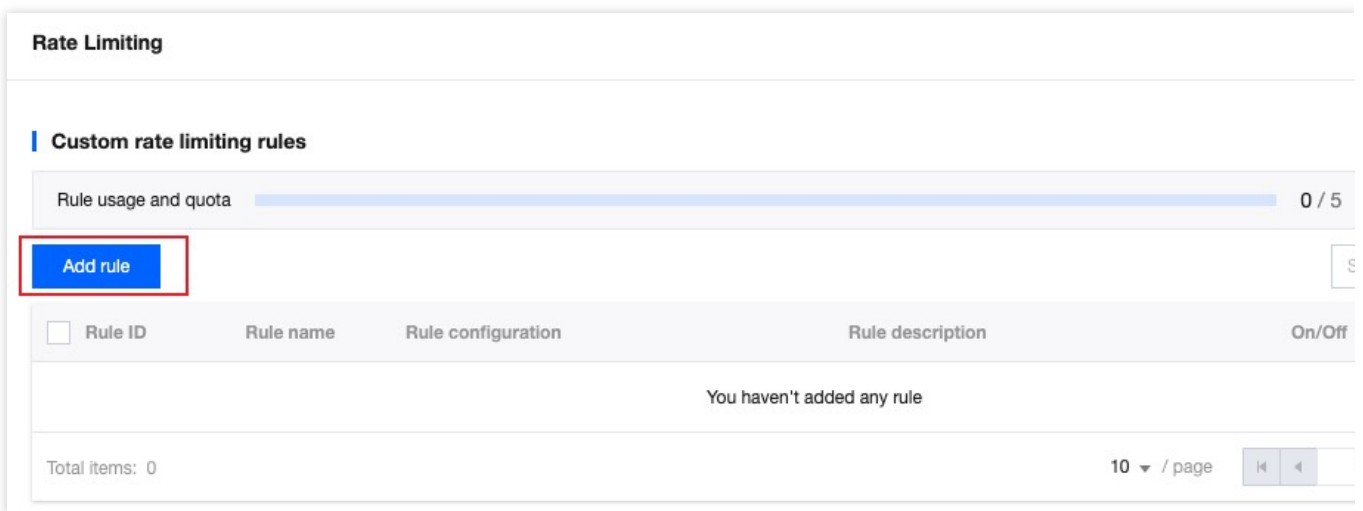 Rate Limiting
Custom rate limiting rules
Rule usage and quota 0 / 5
Add rule
Rule ID Rule name Rule configuration Rule description On/Off
You haven't added any rule
Total items: 0 10 / page